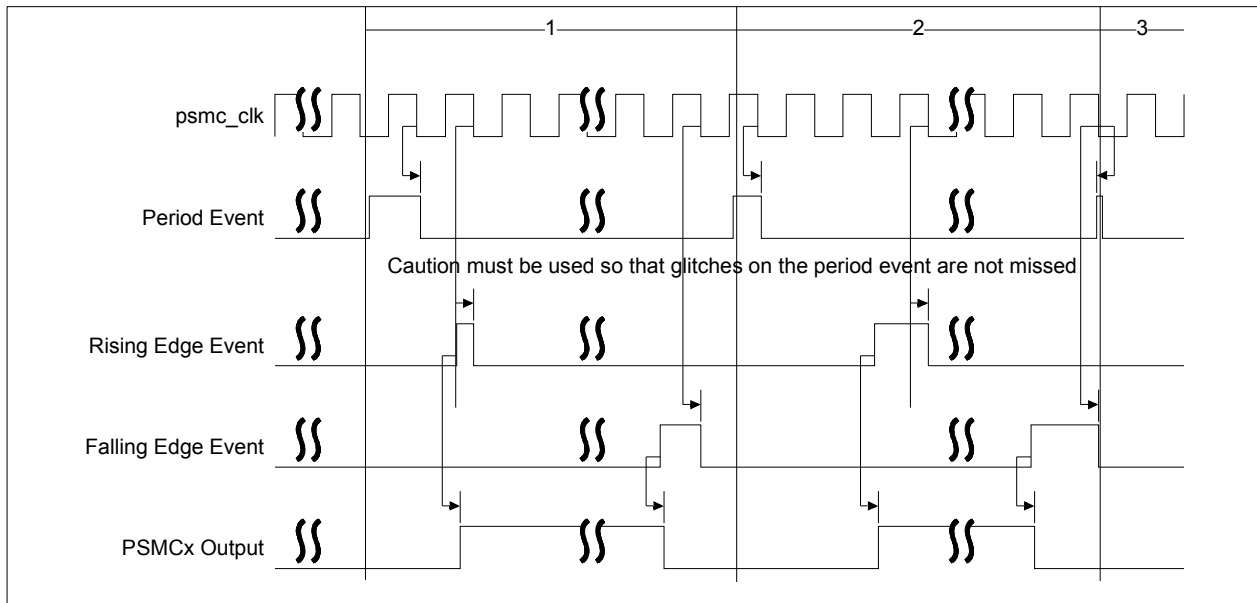 1
2
3
psmc_clk
Period Event
Caution must be used so that glitches on the period event are not missed
Rising Edge Event
Falling Edge Event
PSMCx Output